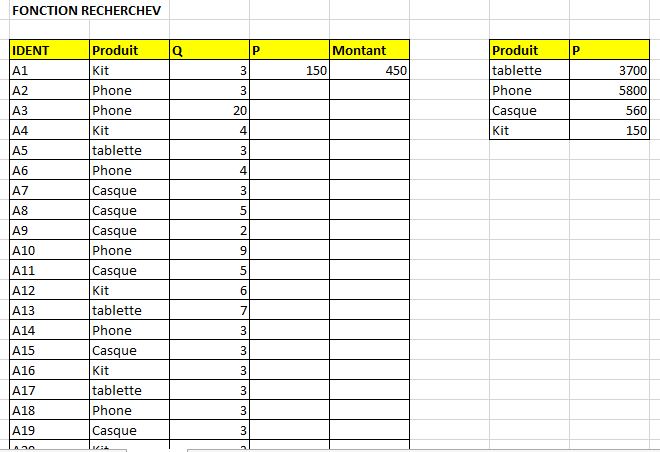 FONCTION RECHERCHEV
IDENT Produit Q P Montant Produit P
A1 Kit 3 150 450 tablette 3700
A2 Phone 3 Phone 5800
A3 Phone 20 Casque 560
A4 Kit 4 Kit 150
A5 tablette 3
A6 Phone 4
A7 Casque 3
A8 Casque 5
A9 Casque 2
A10 Phone 9
A11 Casque 5
A12 Kit 6
A13 tablette 7
A14 Phone 3
A15 Casque 3
A16 Kit 3
A17 tablette 3
A18 Phone 3
A19 Casque 3
A20 Kit